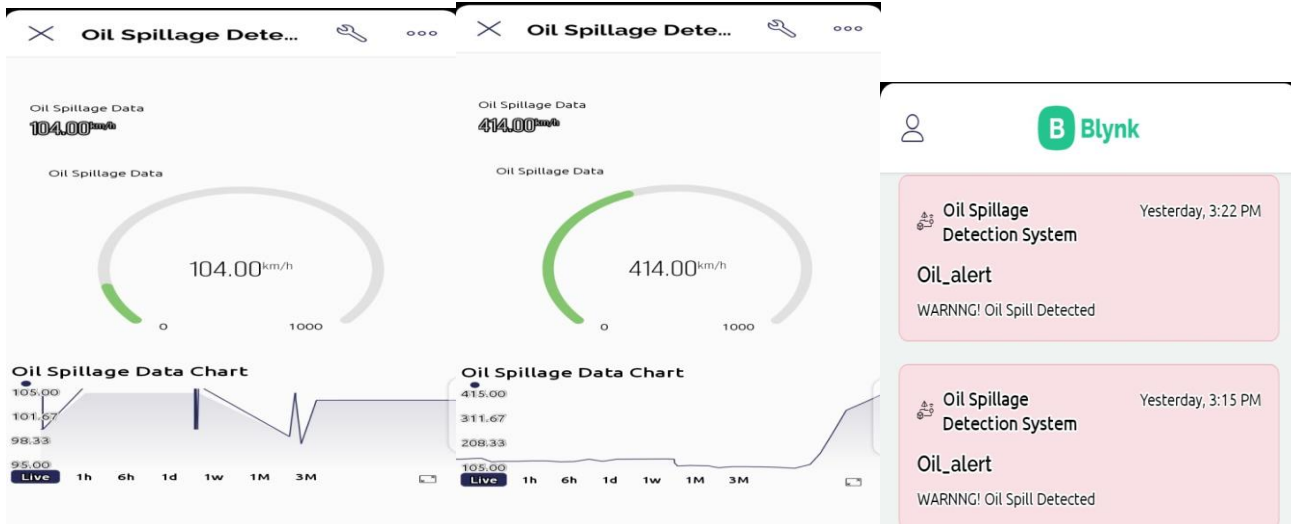 Oil Spillage Dete...
Oil Spillage Data
104.00km/h
Oil Spillage Data
104.00km/h
0 1000
Oil Spillage Data Chart
105.00
101.67
98.33
95.00
Live 1h 6h 1d 1w 1M 3M
Oil Spillage Dete...
Oil Spillage Data
414.00km/h
Oil Spillage Data
414.00km/h
0 1000
Oil Spillage Data Chart
415.00
311.67
208.33
105.00
Live 1h 6h 1d 1w 1M 3M
B Blynk
Oil Spillage Yesterday, 3:22 PM
Detection System
Oil_alert
WARNNG! Oil Spill Detected
Oil Spillage Yesterday, 3:15 PM
Detection System
Oil_alert
WARNNG! Oil Spill Detected